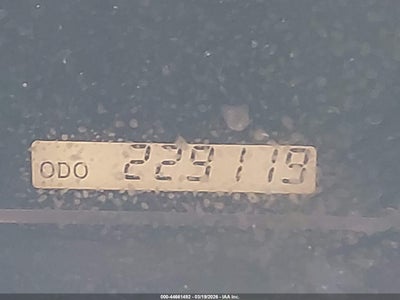 ODO 229119
000-44661492 - 03/19/2026 - IAA Inc.